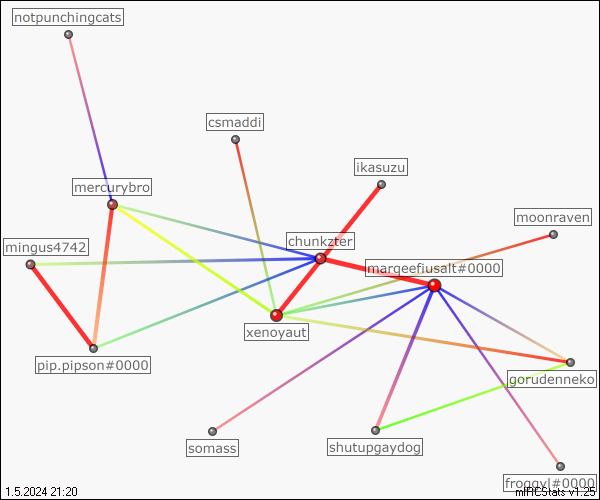 notpunchingcats
csmaddi
ikasuzu
mercurybro
moonraven
chunkzter
mingus4742
marqeefiusalt#0000
xenoyaut
pip.pipson#0000
gorudenneko
somass
shutupgaydog
froggyl#0000
1.5.2024 21:20
mIRCStats v1.25